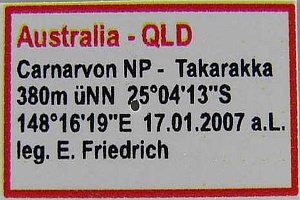 Australia - QLD
Carnarvon NP - Takarakka
380m üNN 25°04'13"S
148°16'19"E 17.01.2007 a.L.
leg. E. Friedrich